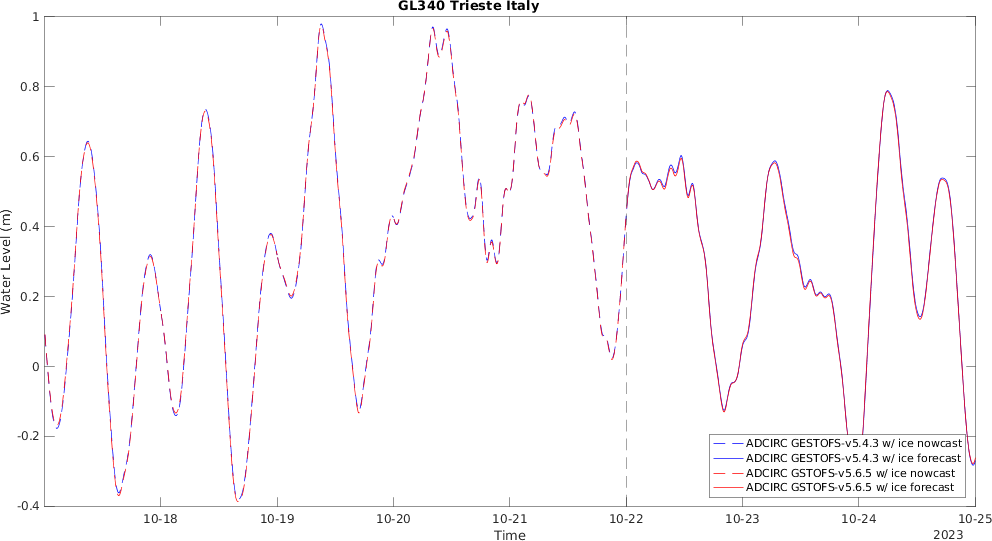 GL340 Trieste Italy
Water Level (m)
1
0.8
0.6
0.4
0.2
0
-0.2
-0.4
ADCIRC GESTOFS-v5.4.3 w/ ice nowcast
ADCIRC GESTOFS-v5.4.3 w/ ice forecast
ADCIRC GSTOFS-v5.6.5 w/ ice nowcast
ADCIRC GSTOFS-v5.6.5 w/ ice forecast
10-18 10-19 10-20 10-21 10-22 10-23 10-24 10-25
Time
2023